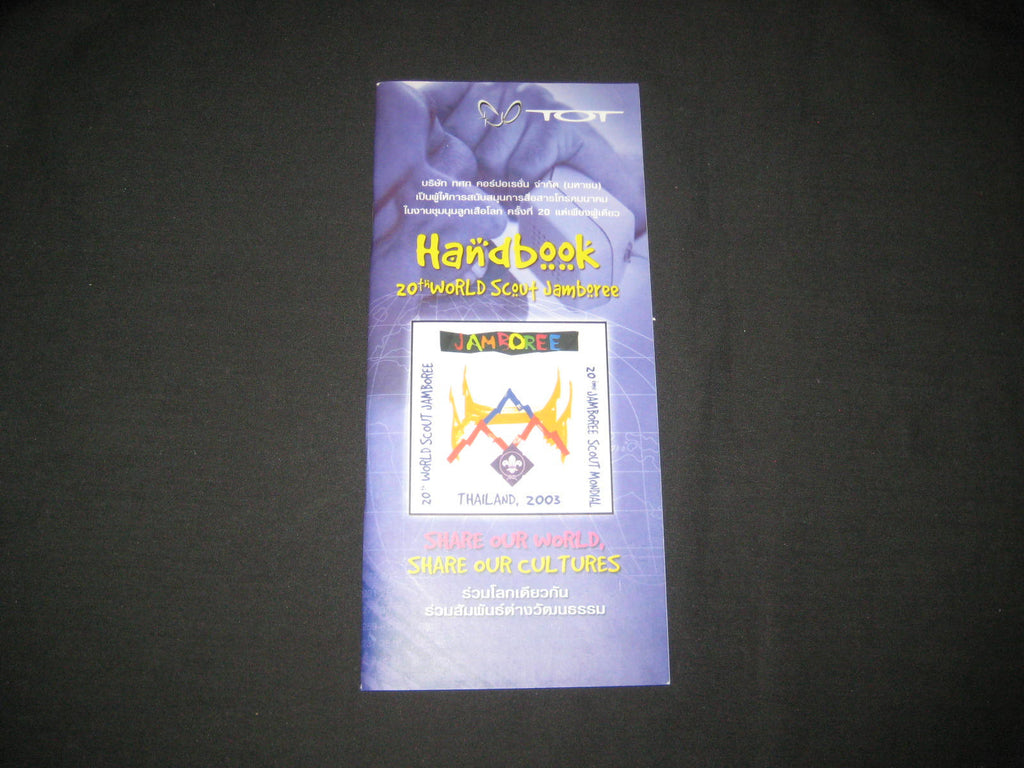 TOT
บริษัท ทศท คอร์ปอเรชั่น จำกัด (มหาชน)
เป็นผู้ให้การสนับสนุนการสื่อสารโทรคมนาคม
ในงานชุมนุมลูกเสือโลก ครั้งที่ 20 แต่เพียงผู้เดียว
Handbook
20th WORLD Scout Jamboree
JAMBOREE
20th WORLD SCOUT JAMBOREE
20ème JAMBOREE SCOUT MONDIAL
THAILAND, 2003
SHARE OUR WORLD,
SHARE OUR CULTURES
ร่วมโลกเดียวกัน
ร่วมสัมพันธ์ต่างวัฒนธรรม